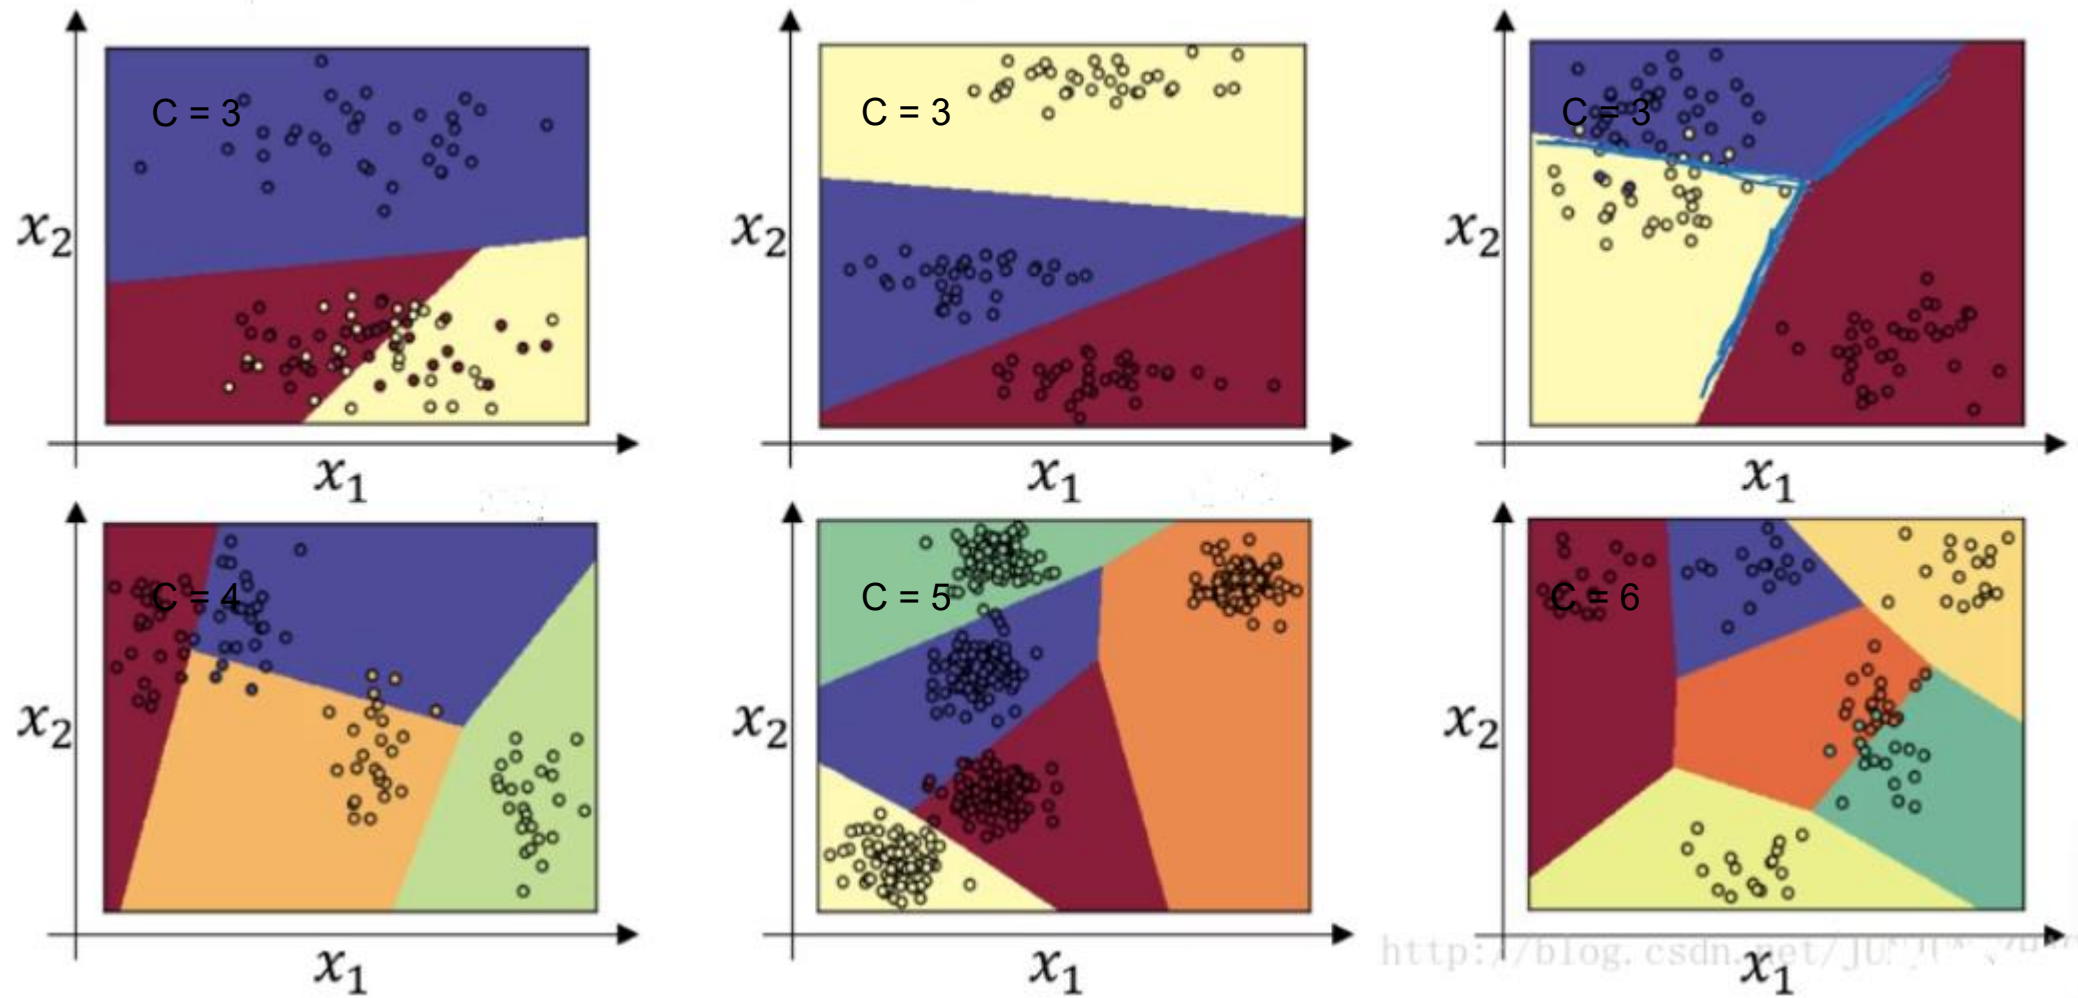 C = 3
x₂
x₁
C = 3
x₂
x₁
C = 3
x₂
x₁
C = 4
x₂
x₁
C = 5
x₂
x₁
C = 6
x₂
x₁
http://blog.csdn.net/